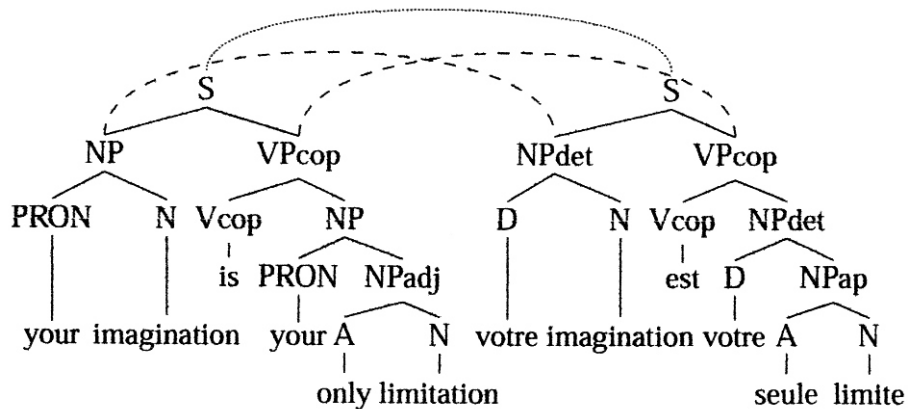 S S
NP VPcop NPdet VPcop
PRON N Vcop NP D N Vcop NPdet
is PRON NPadj est D NPap
your imagination your A N votre imagination votre A N
only limitation seule limite